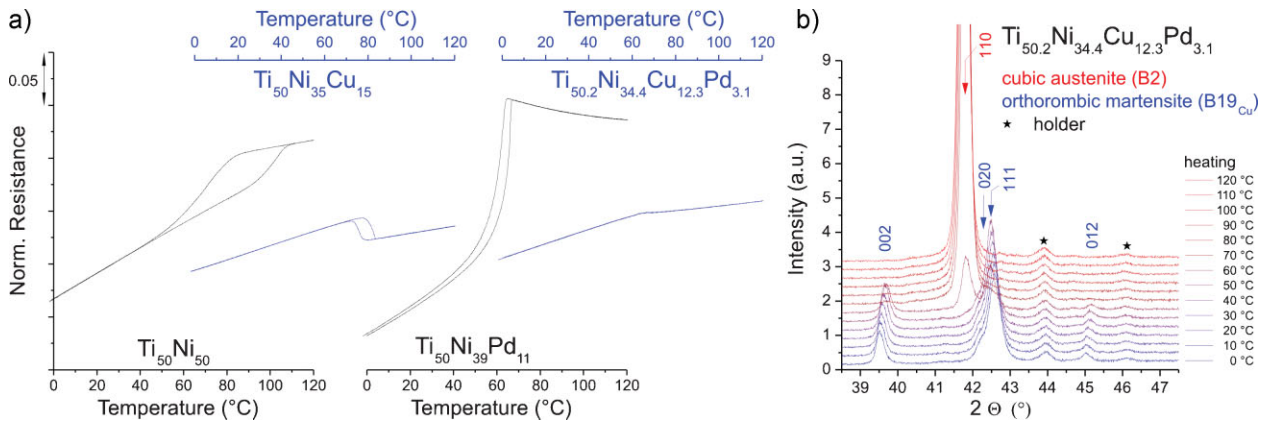 a)
Temperature (°C)
0 20 40 60 80 100 120
Ti50Ni35Cu15
Temperature (°C)
0 20 40 60 80 100 120
Ti50.2Ni34.4Cu12.3Pd3.1
0.05
Norm. Resistance
Ti50Ni50
Ti50Ni39Pd11
0 20 40 60 80 100 120
Temperature (°C)
0 20 40 60 80 100 120
Temperature (°C)
b)
Ti50.2Ni34.4Cu12.3Pd3.1
cubic austenite (B2)
orthorombic martensite (B19Cu)
★ holder
110
020
111
002
012
Intensity (a.u.)
9
8
7
6
5
4
3
2
1
0
39 40 41 42 43 44 45 46 47
2 Θ (°)
heating
120 °C
110 °C
100 °C
90 °C
80 °C
70 °C
60 °C
50 °C
40 °C
30 °C
20 °C
10 °C
0 °C